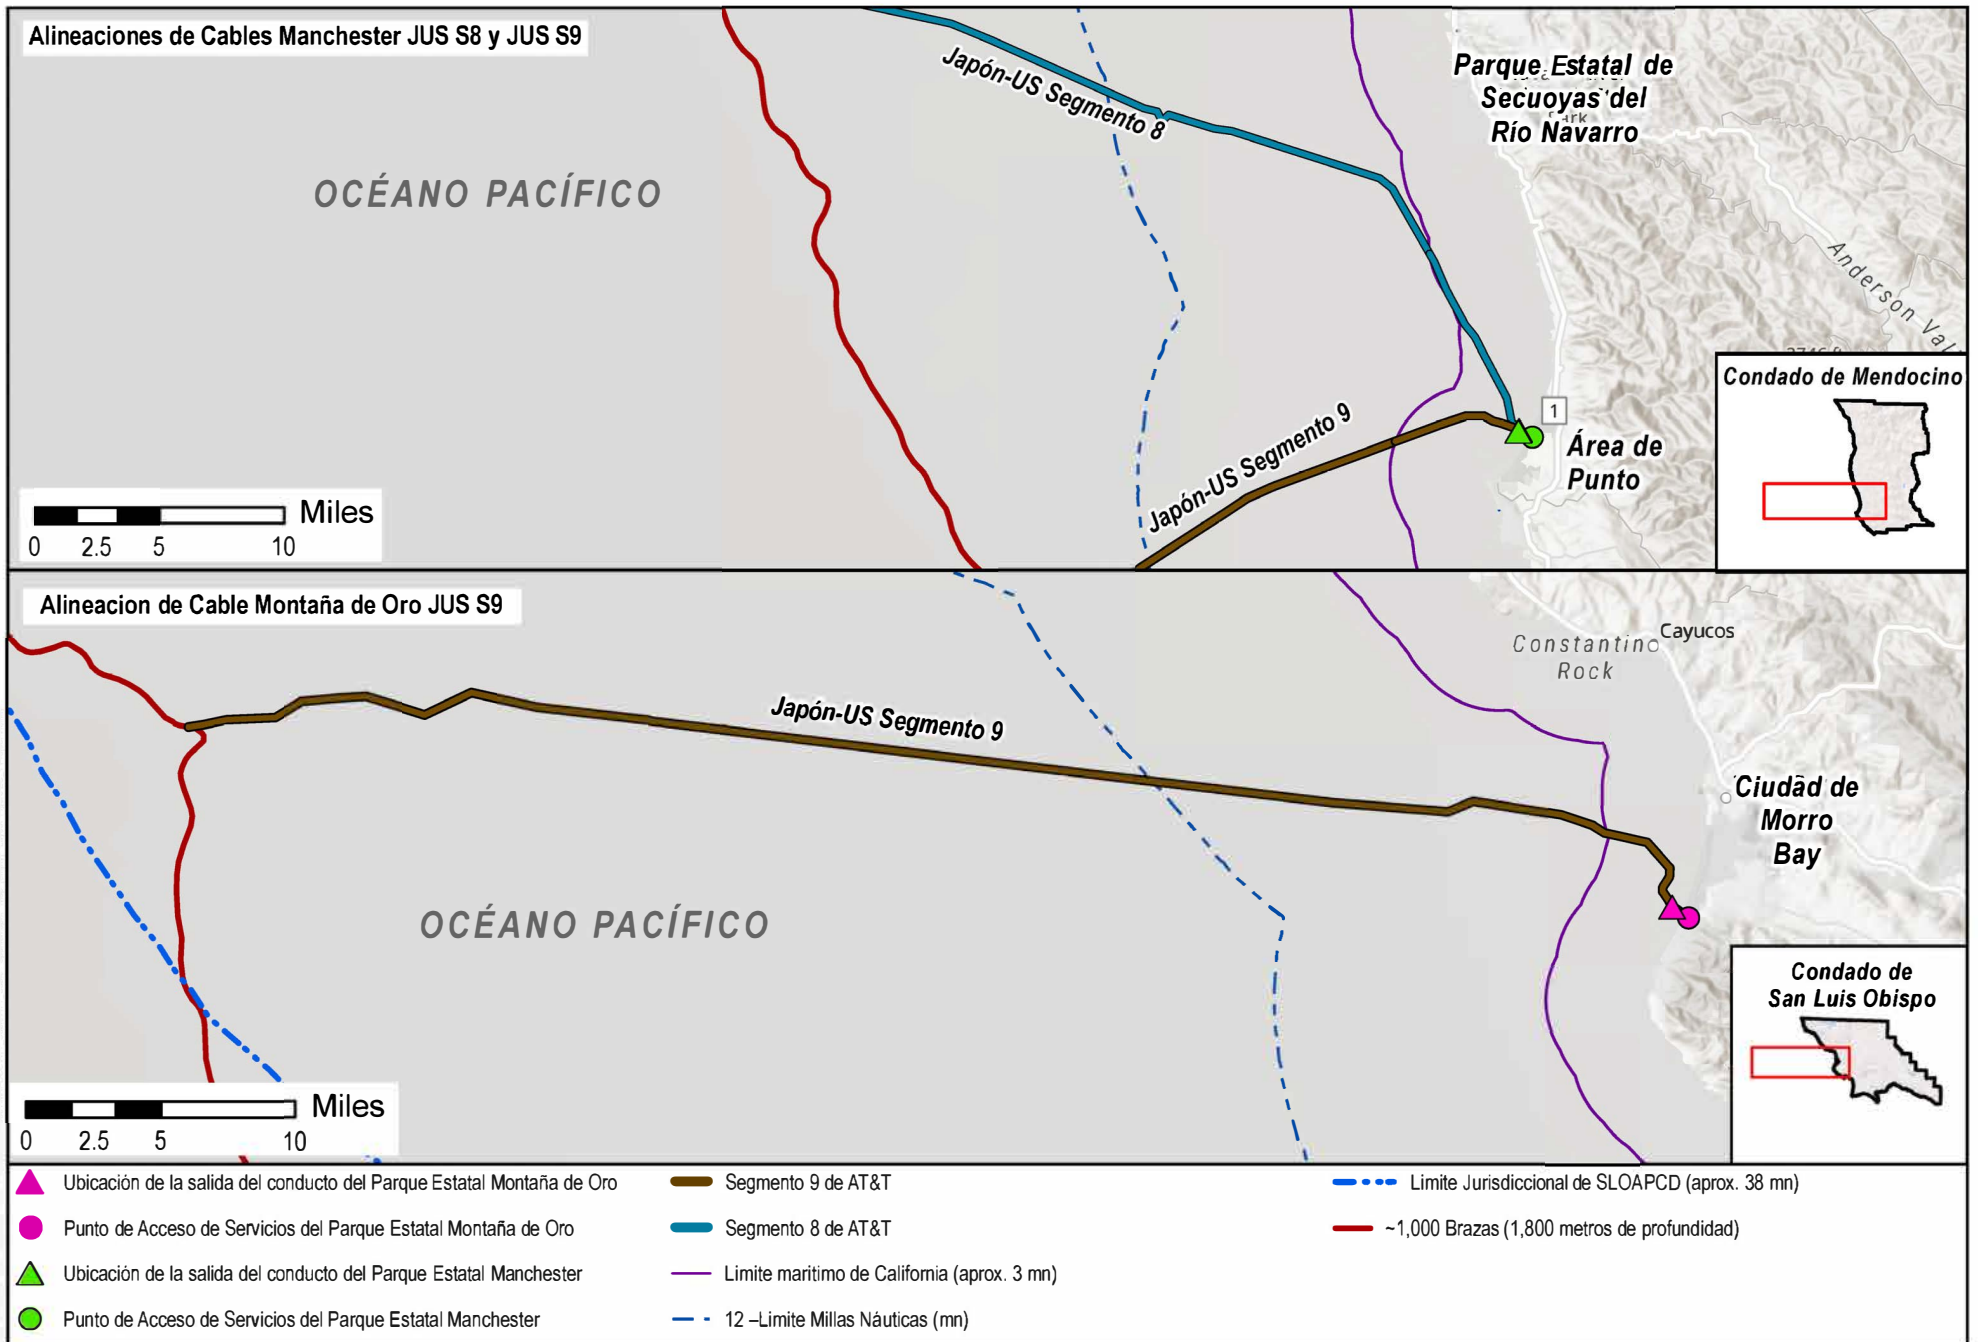 Alineaciones de Cables Manchester JUS S8 y JUS S9
Japón-US Segmento 8
Parque Estatal de
Secuoyas del
Park
Río Navarro
OCÉANO PACÍFICO
Anderson Val
Condado de Mendocino
1
Japón-US Segmento 9
Área de
Punto
Miles
0 2.5 5 10
Alineacion de Cable Montaña de Oro JUS S9
Constantino
Rock
Cayucos
Japón-US Segmento 9
Ciudad de
Morro
Bay
OCÉANO PACÍFICO
Condado de
San Luis Obispo
Miles
0 2.5 5 10
Ubicación de la salida del conducto del Parque Estatal Montaña de Oro
Punto de Acceso de Servicios del Parque Estatal Montaña de Oro
Ubicación de la salida del conducto del Parque Estatal Manchester
Punto de Acceso de Servicios del Parque Estatal Manchester
Segmento 9 de AT&T
Segmento 8 de AT&T
Limite maritimo de California (aprox. 3 mn)
12 –Limite Millas Náuticas (mn)
Limite Jurisdiccional de SLOAPCD (aprox. 38 mn)
~1,000 Brazas (1,800 metros de profundidad)